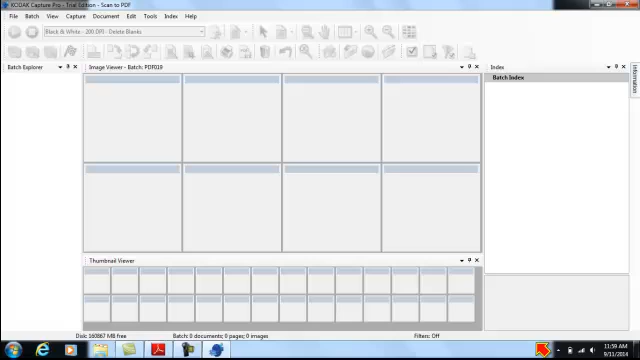 KODAK Capture Pro - Trial Edition - Scan to PDF
File Batch View Capture Document Edit Tools Index Help
Black & White - 200 DPI - Delete Blanks
Batch Explorer
Image Viewer - Batch: PDF019
Index
Batch Index
Information
Thumbnail Viewer
Disk: 160867 MB free
Batch: 0 documents; 0 pages; 0 images
Filters: Off
11:59 AM
9/11/2014